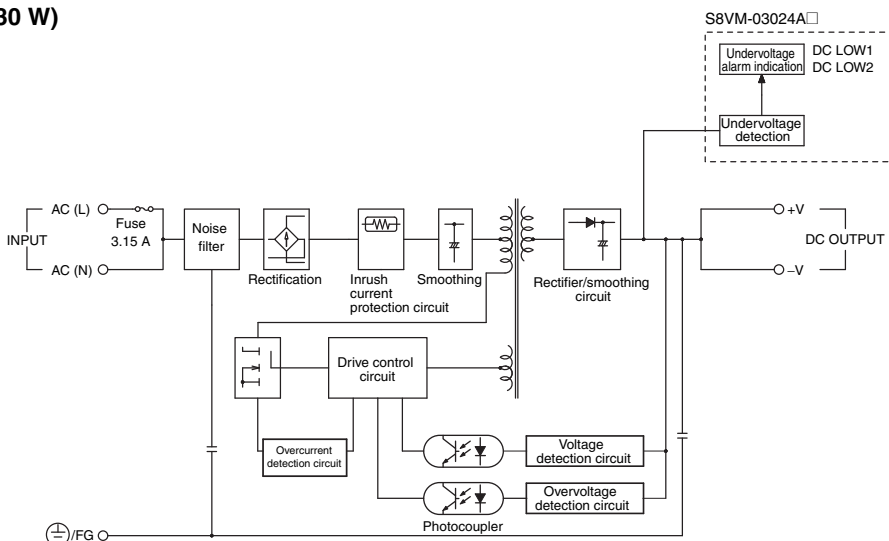 30 W)
S8VM-03024A□
Undervoltage
alarm indication
DC LOW1
DC LOW2
Undervoltage
detection
AC (L)
Fuse
3.15 A
INPUT
AC (N)
Noise
filter
Rectification
Inrush
current
protection circuit
Smoothing
Rectifier/smoothing
circuit
+V
DC OUTPUT
–V
Drive control
circuit
Overcurrent
detection circuit
Voltage
detection circuit
Overvoltage
detection circuit
Photocoupler
/FG